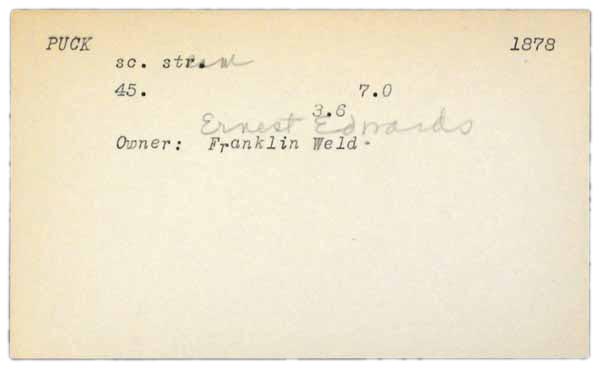 PUCK 1878
sc. str.
45. 7.0
3.6
Ernest Edwards
Owner: Franklin Weld.